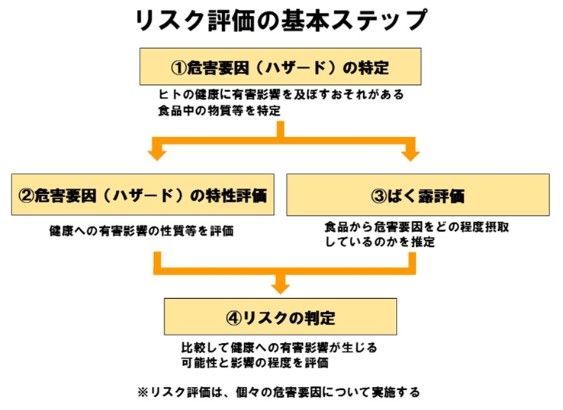 リスク評価の基本ステップ
①危害要因（ハザード）の特定
ヒトの健康に有害影響を及ぼすおそれがある
食品中の物質等を特定
②危害要因（ハザード）の特性評価
健康への有害影響の性質等を評価
③ばく露評価
食品から危害要因をどの程度摂取
しているのかを推定
④リスクの判定
比較して健康への有害影響が生じる
可能性と影響の程度を評価
※リスク評価は、個々の危害要因について実施する